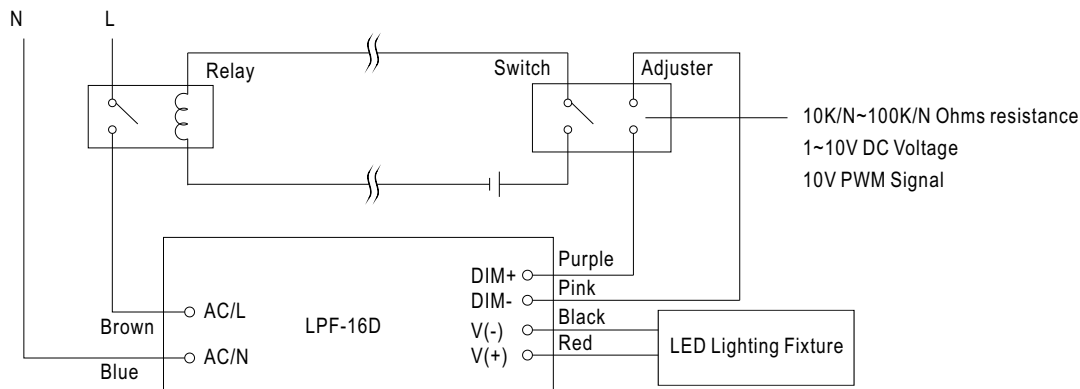 N
L
Relay
Switch
Adjuster
10K/N~100K/N Ohms resistance
1~10V DC Voltage
10V PWM Signal
Purple
DIM+
Pink
DIM-
Black
AC/L
Brown
LPF-16D
V(-)
Red
LED Lighting Fixture
AC/N
V(+)
Blue